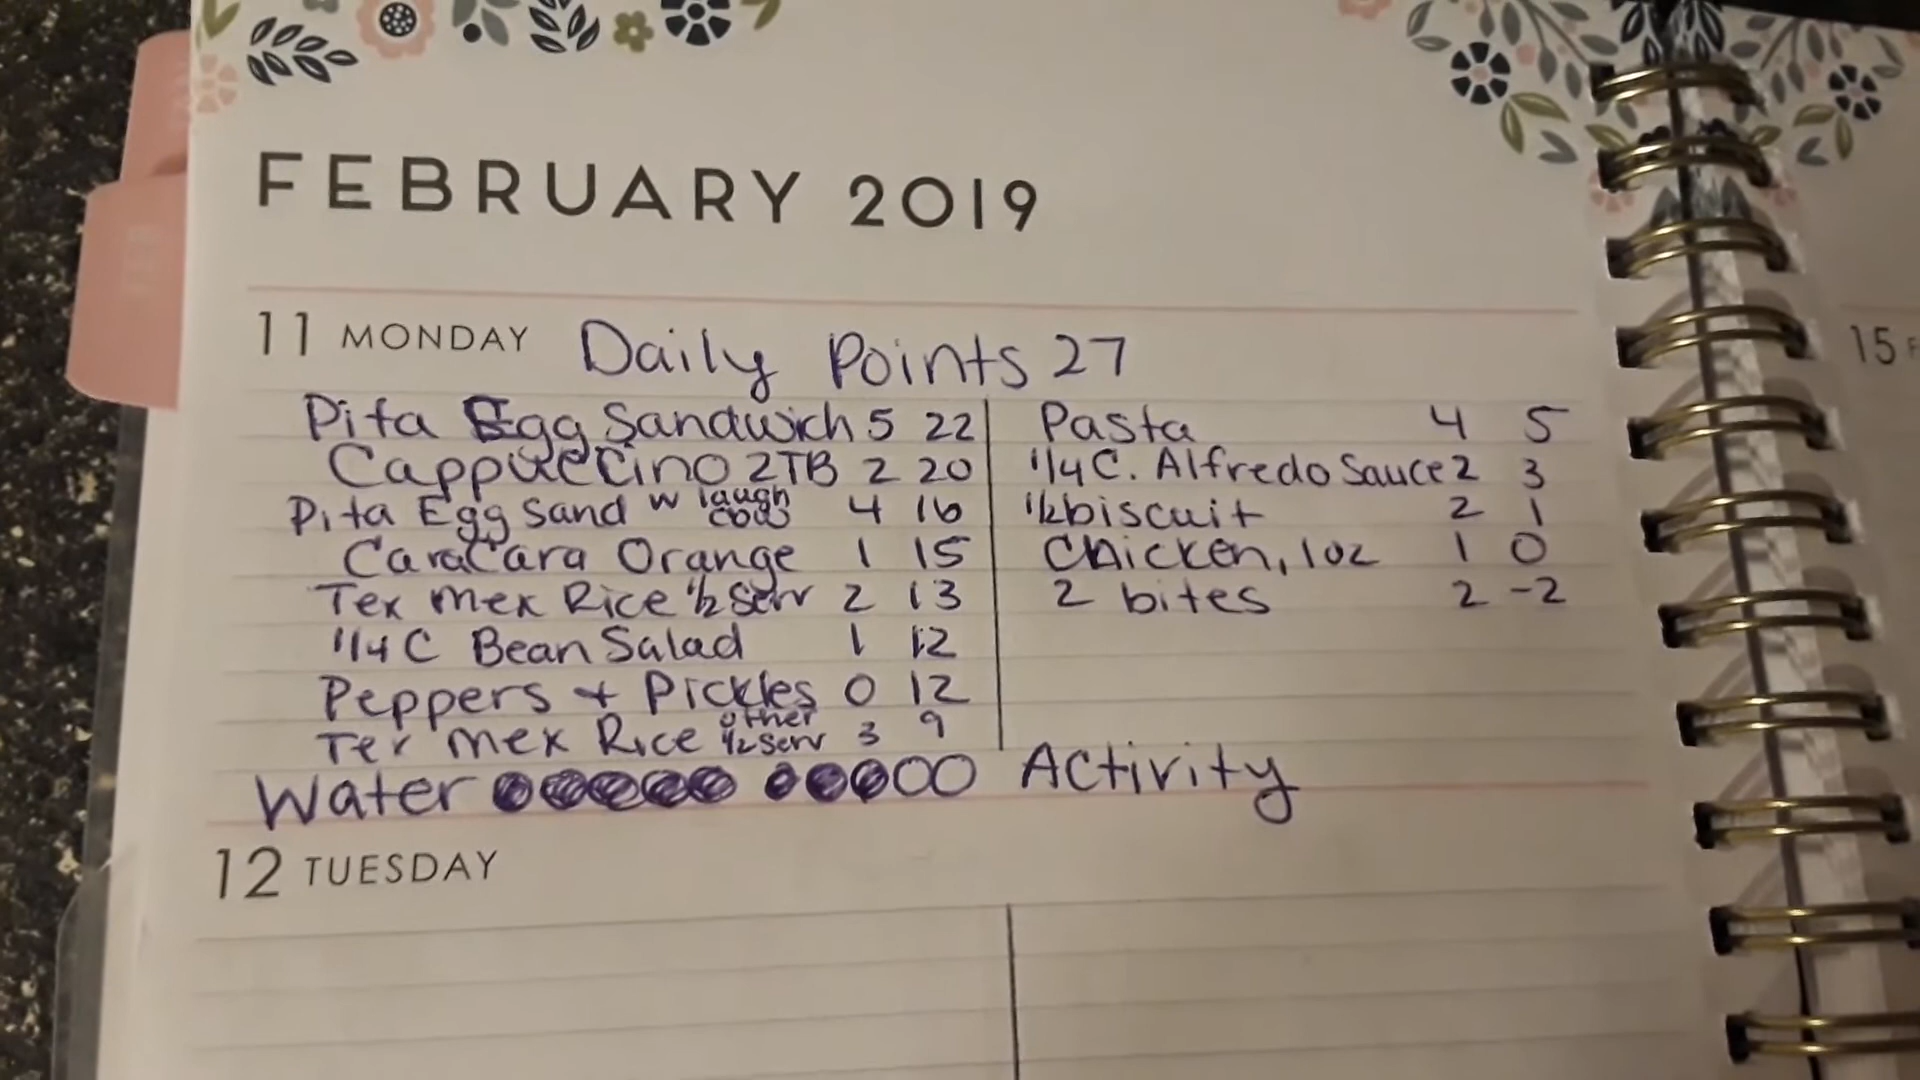 FEBRUARY 2019
11 MONDAY Daily Points 27
Pita Egg Sandwich 5 22
Cappuccino 2TB 2 20
Pita Egg Sand w laugh cow 4 16
CaraCara Orange 1 15
Tex Mex Rice 1/2 Serv 2 13
1/4 C Bean Salad 1 12
Peppers + Pickles 0 12
Tex Mex Rice other 1/2 serv 3 9
Pasta 4 5
1/4 C. Alfredo Sauce 2 3
1/2 biscuit 2 1
Chicken, 1oz 1 0
2 bites 2 -2
Water Activity
12 TUESDAY
15 F